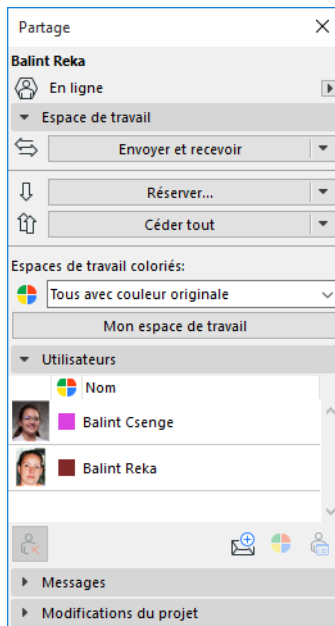 Partage
Balint Reka
En ligne
Espace de travail
Envoyer et recevoir
Réserver...
Céder tout
Espaces de travail coloriés:
Tous avec couleur originale
Mon espace de travail
Utilisateurs
Nom
Balint Csenge
Balint Reka
Messages
Modifications du projet